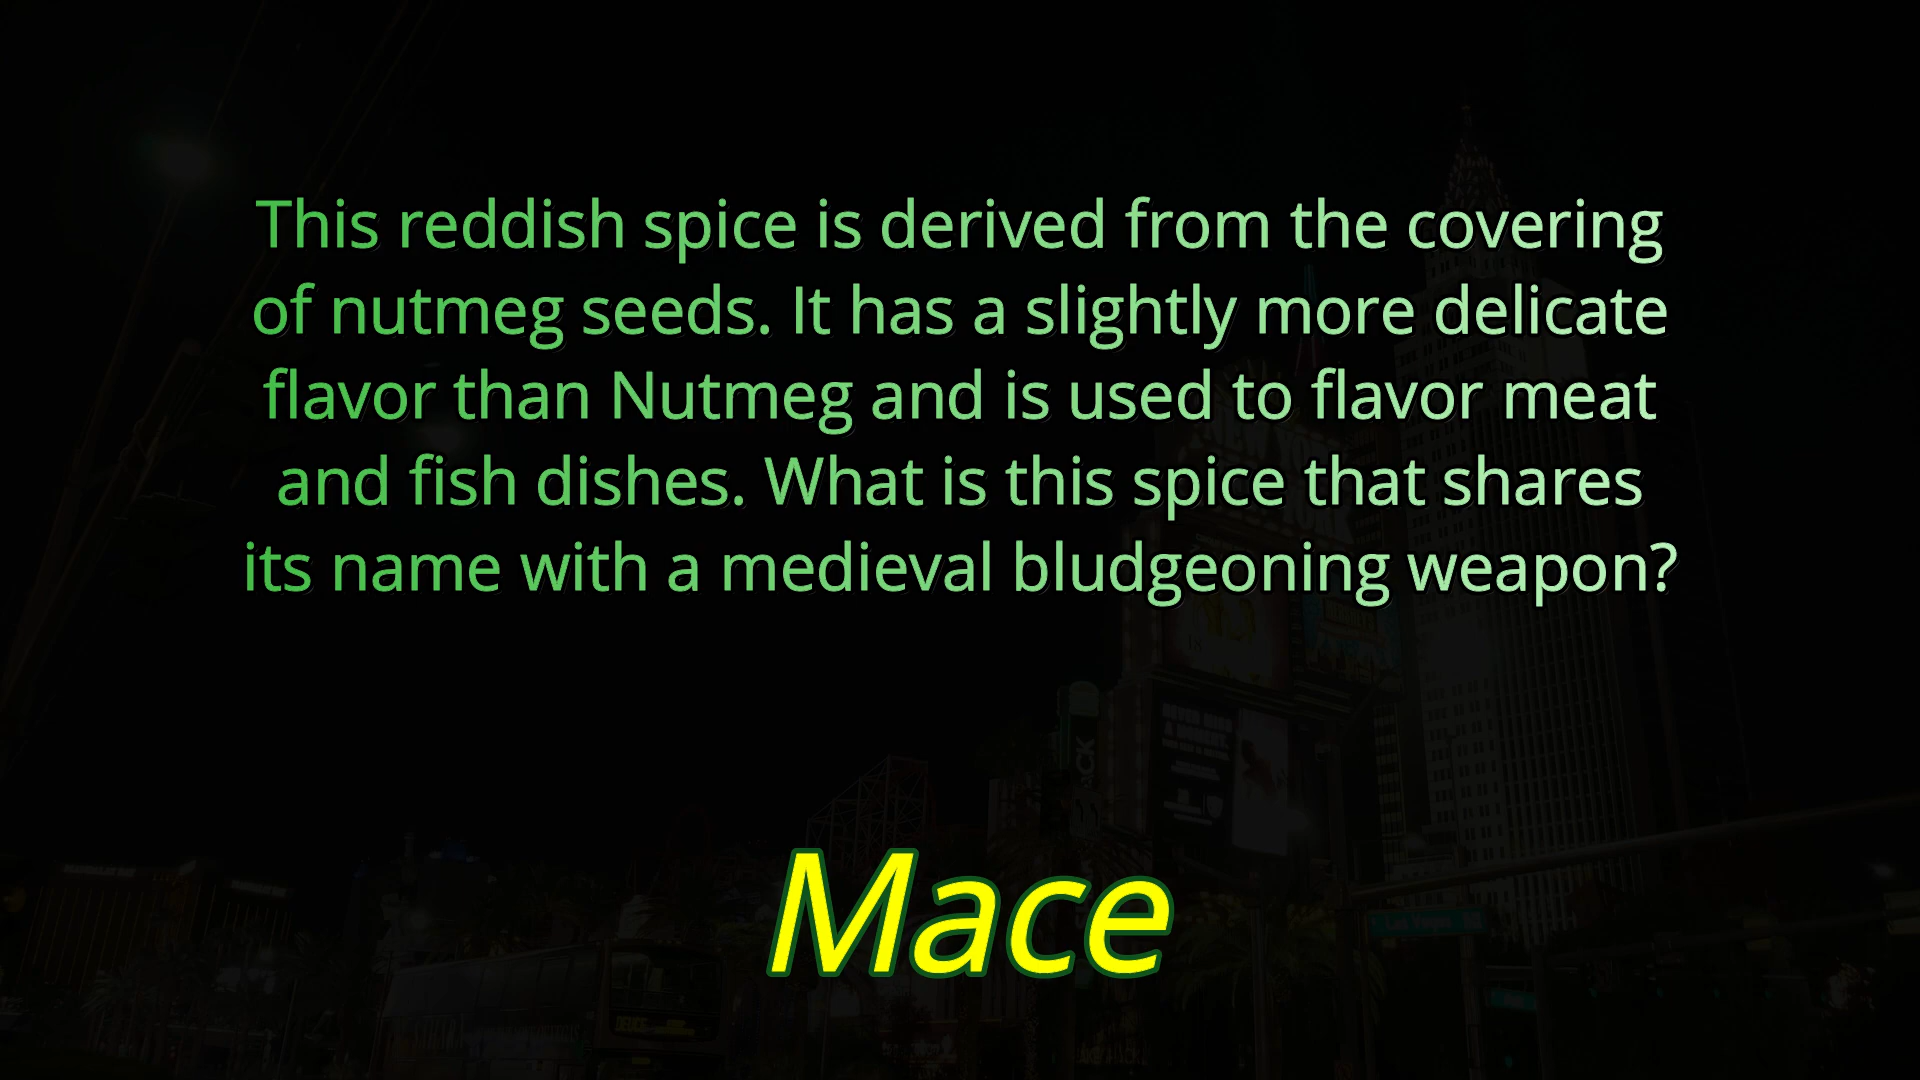 This reddish spice is derived from the covering
of nutmeg seeds. It has a slightly more delicate
flavor than Nutmeg and is used to flavor meat
and fish dishes. What is this spice that shares
its name with a medieval bludgeoning weapon?
Mace